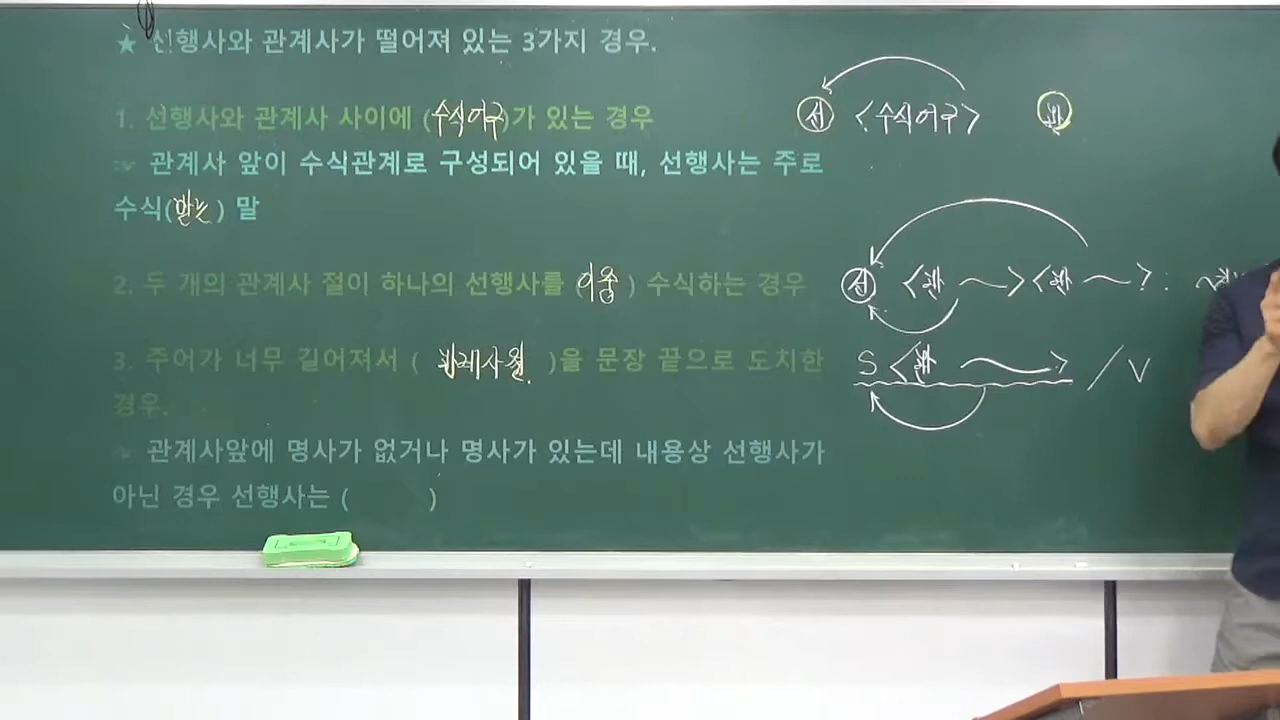 ★ 선행사와 관계사가 떨어져 있는 3가지 경우.
1. 선행사와 관계사 사이에 (수식어구)가 있는 경우
☞ 관계사 앞이 수식관계로 구성되어 있을 때, 선행사는 주로
수식(받는) 말
선 <수식어구> 관
2. 두 개의 관계사 절이 하나의 선행사를 (이중) 수식하는 경우
선 <관 ~> <관 ~> :
3. 주어가 너무 길어져서 ( 관계사절 )을 문장 끝으로 도치한
경우.
S <관 ~> / V
☞ 관계사앞에 명사가 없거나 명사가 있는데 내용상 선행사가
아닌 경우 선행사는 ( )